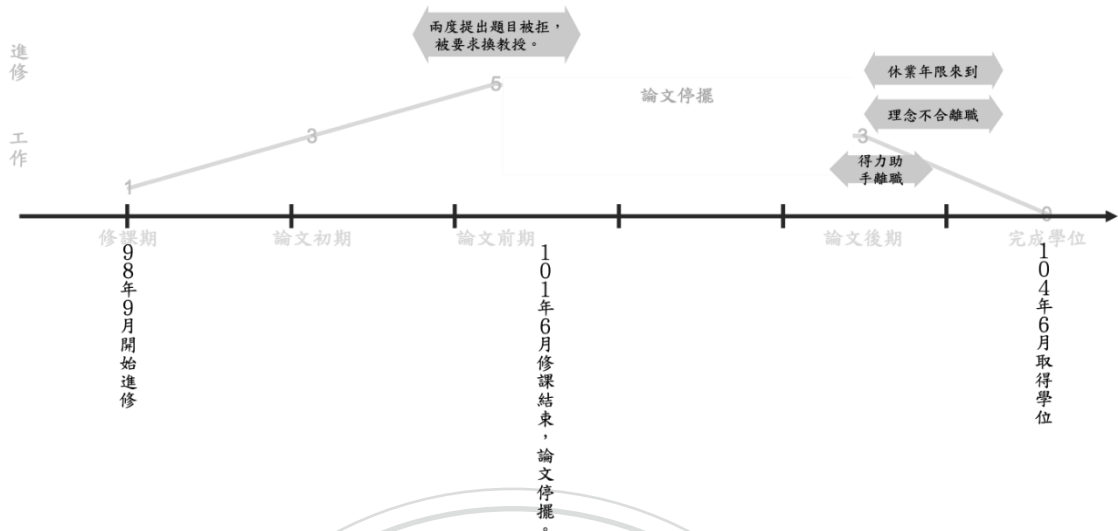 兩度提出題目被拒，
被要求換教授。
進修
工作
5
論文停擺
休業年限來到
理念不合離職
3
3
得力助
手離職
1
0
修課期
論文初期
論文前期
論文後期
完成學位
98年9月開始進修
101年6月修課結束，論文停擺。
104年6月取得學位